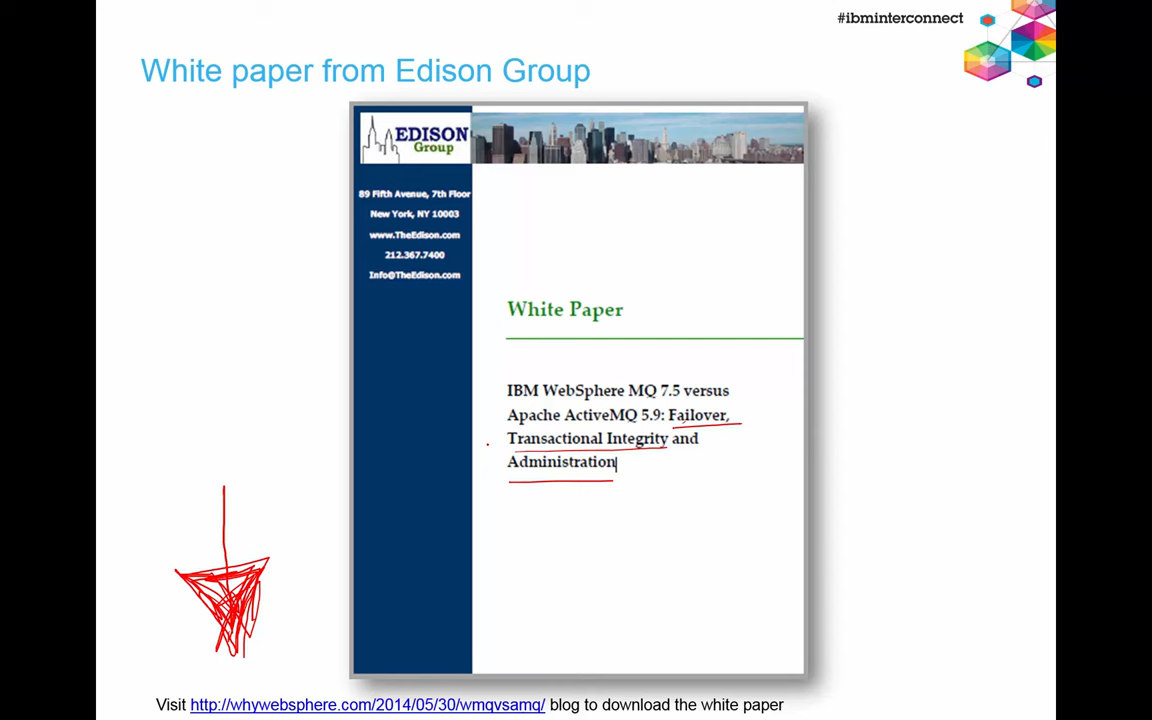 #ibminterconnect
White paper from Edison Group
EDISON
Group
89 Fifth Avenue, 7th Floor
New York, NY 10003
www.TheEdison.com
212.367.7400
Info@TheEdison.com
White Paper
IBM WebSphere MQ 7.5 versus
Apache ActiveMQ 5.9: Failover,
Transactional Integrity and
Administration
Visit http://whywebsphere.com/2014/05/30/wmqvsamq/ blog to download the white paper